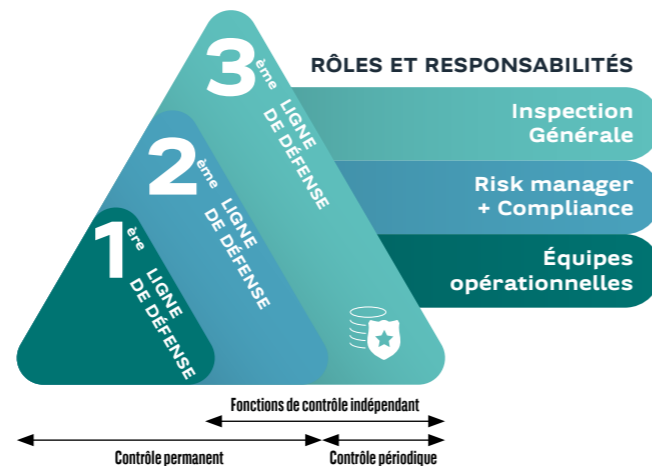 RÔLES ET RESPONSABILITÉS
3ème LIGNE
DE DÉFENSE
Inspection
Générale
2ème LIGNE
DE DÉFENSE
Risk manager
+ Compliance
1ère LIGNE
DE DÉFENSE
Équipes
opérationnelles
Fonctions de contrôle indépendant
Contrôle permanent
Contrôle périodique